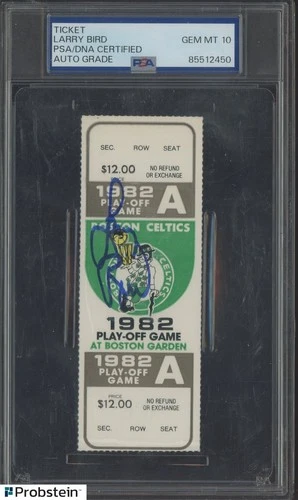 TICKET
LARRY BIRD GEM MT 10
PSA/DNA CERTIFIED
AUTO GRADE PSA 85512450
SEC. ROW SEAT
$12.00 NO REFUND OR EXCHANGE
1982 A
PLAY-OFF
GAME
BOSTON CELTICS
CELTICS
1982
PLAY-OFF GAME
AT BOSTON GARDEN
1982 A
PLAY-OFF
GAME
PRICE
$12.00 NO REFUND OR EXCHANGE
SEC. ROW SEAT
Probstein